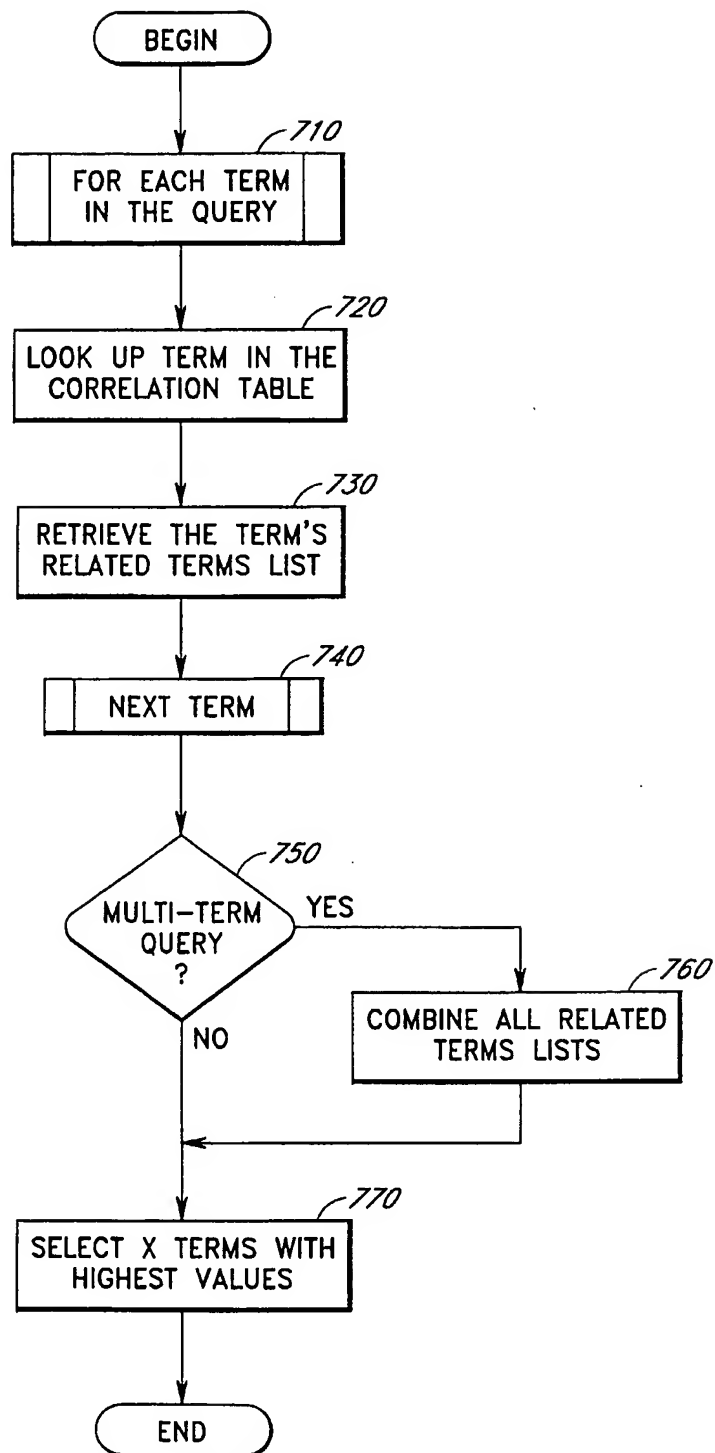 BEGIN
710
FOR EACH TERM
IN THE QUERY
720
LOOK UP TERM IN THE
CORRELATION TABLE
730
RETRIEVE THE TERM'S
RELATED TERMS LIST
740
NEXT TERM
750
MULTI-TERM
QUERY
?
YES
NO
760
COMBINE ALL RELATED
TERMS LISTS
770
SELECT X TERMS WITH
HIGHEST VALUES
END